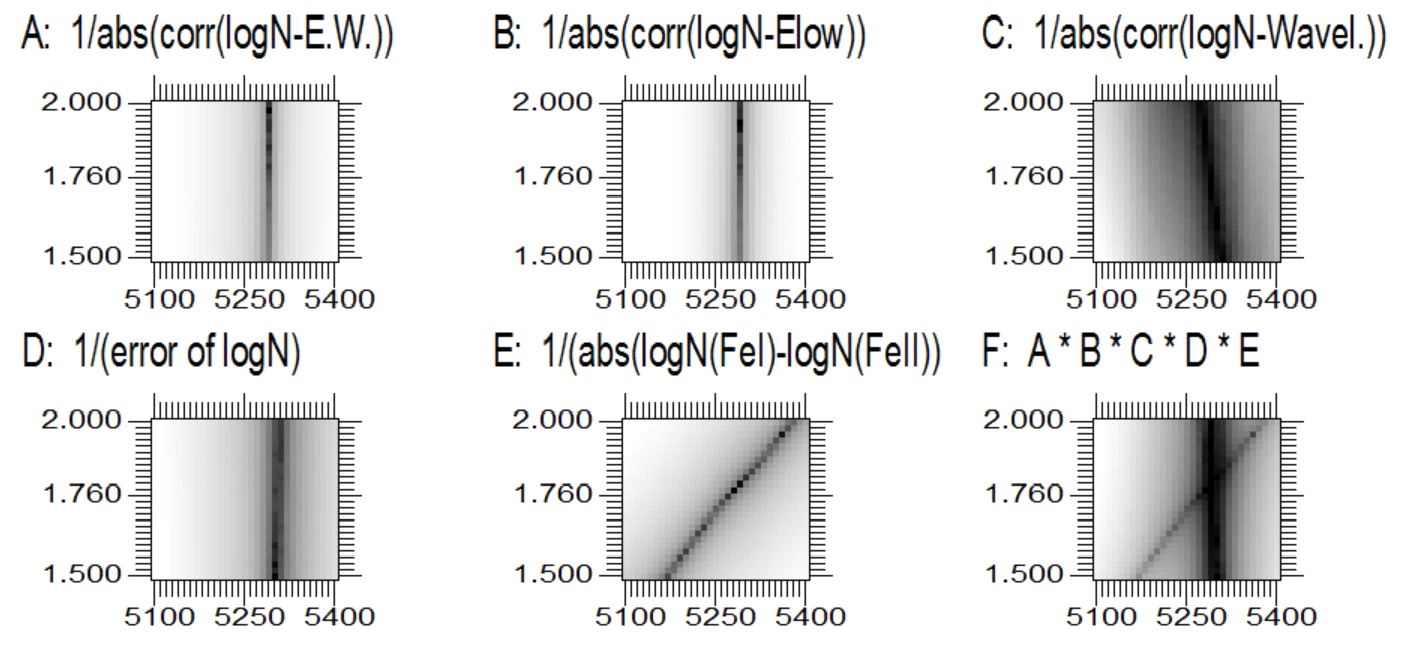 A: 1/abs(corr(logN-E.W.))
B: 1/abs(corr(logN-Elow))
C: 1/abs(corr(logN-Wavel.))
2.000
1.760
1.500
5100 5250 5400
2.000
1.760
1.500
5100 5250 5400
2.000
1.760
1.500
5100 5250 5400
D: 1/(error of logN)
E: 1/(abs(logN(FeI)-logN(FeII))
F: A * B * C * D * E
2.000
1.760
1.500
5100 5250 5400
2.000
1.760
1.500
5100 5250 5400
2.000
1.760
1.500
5100 5250 5400